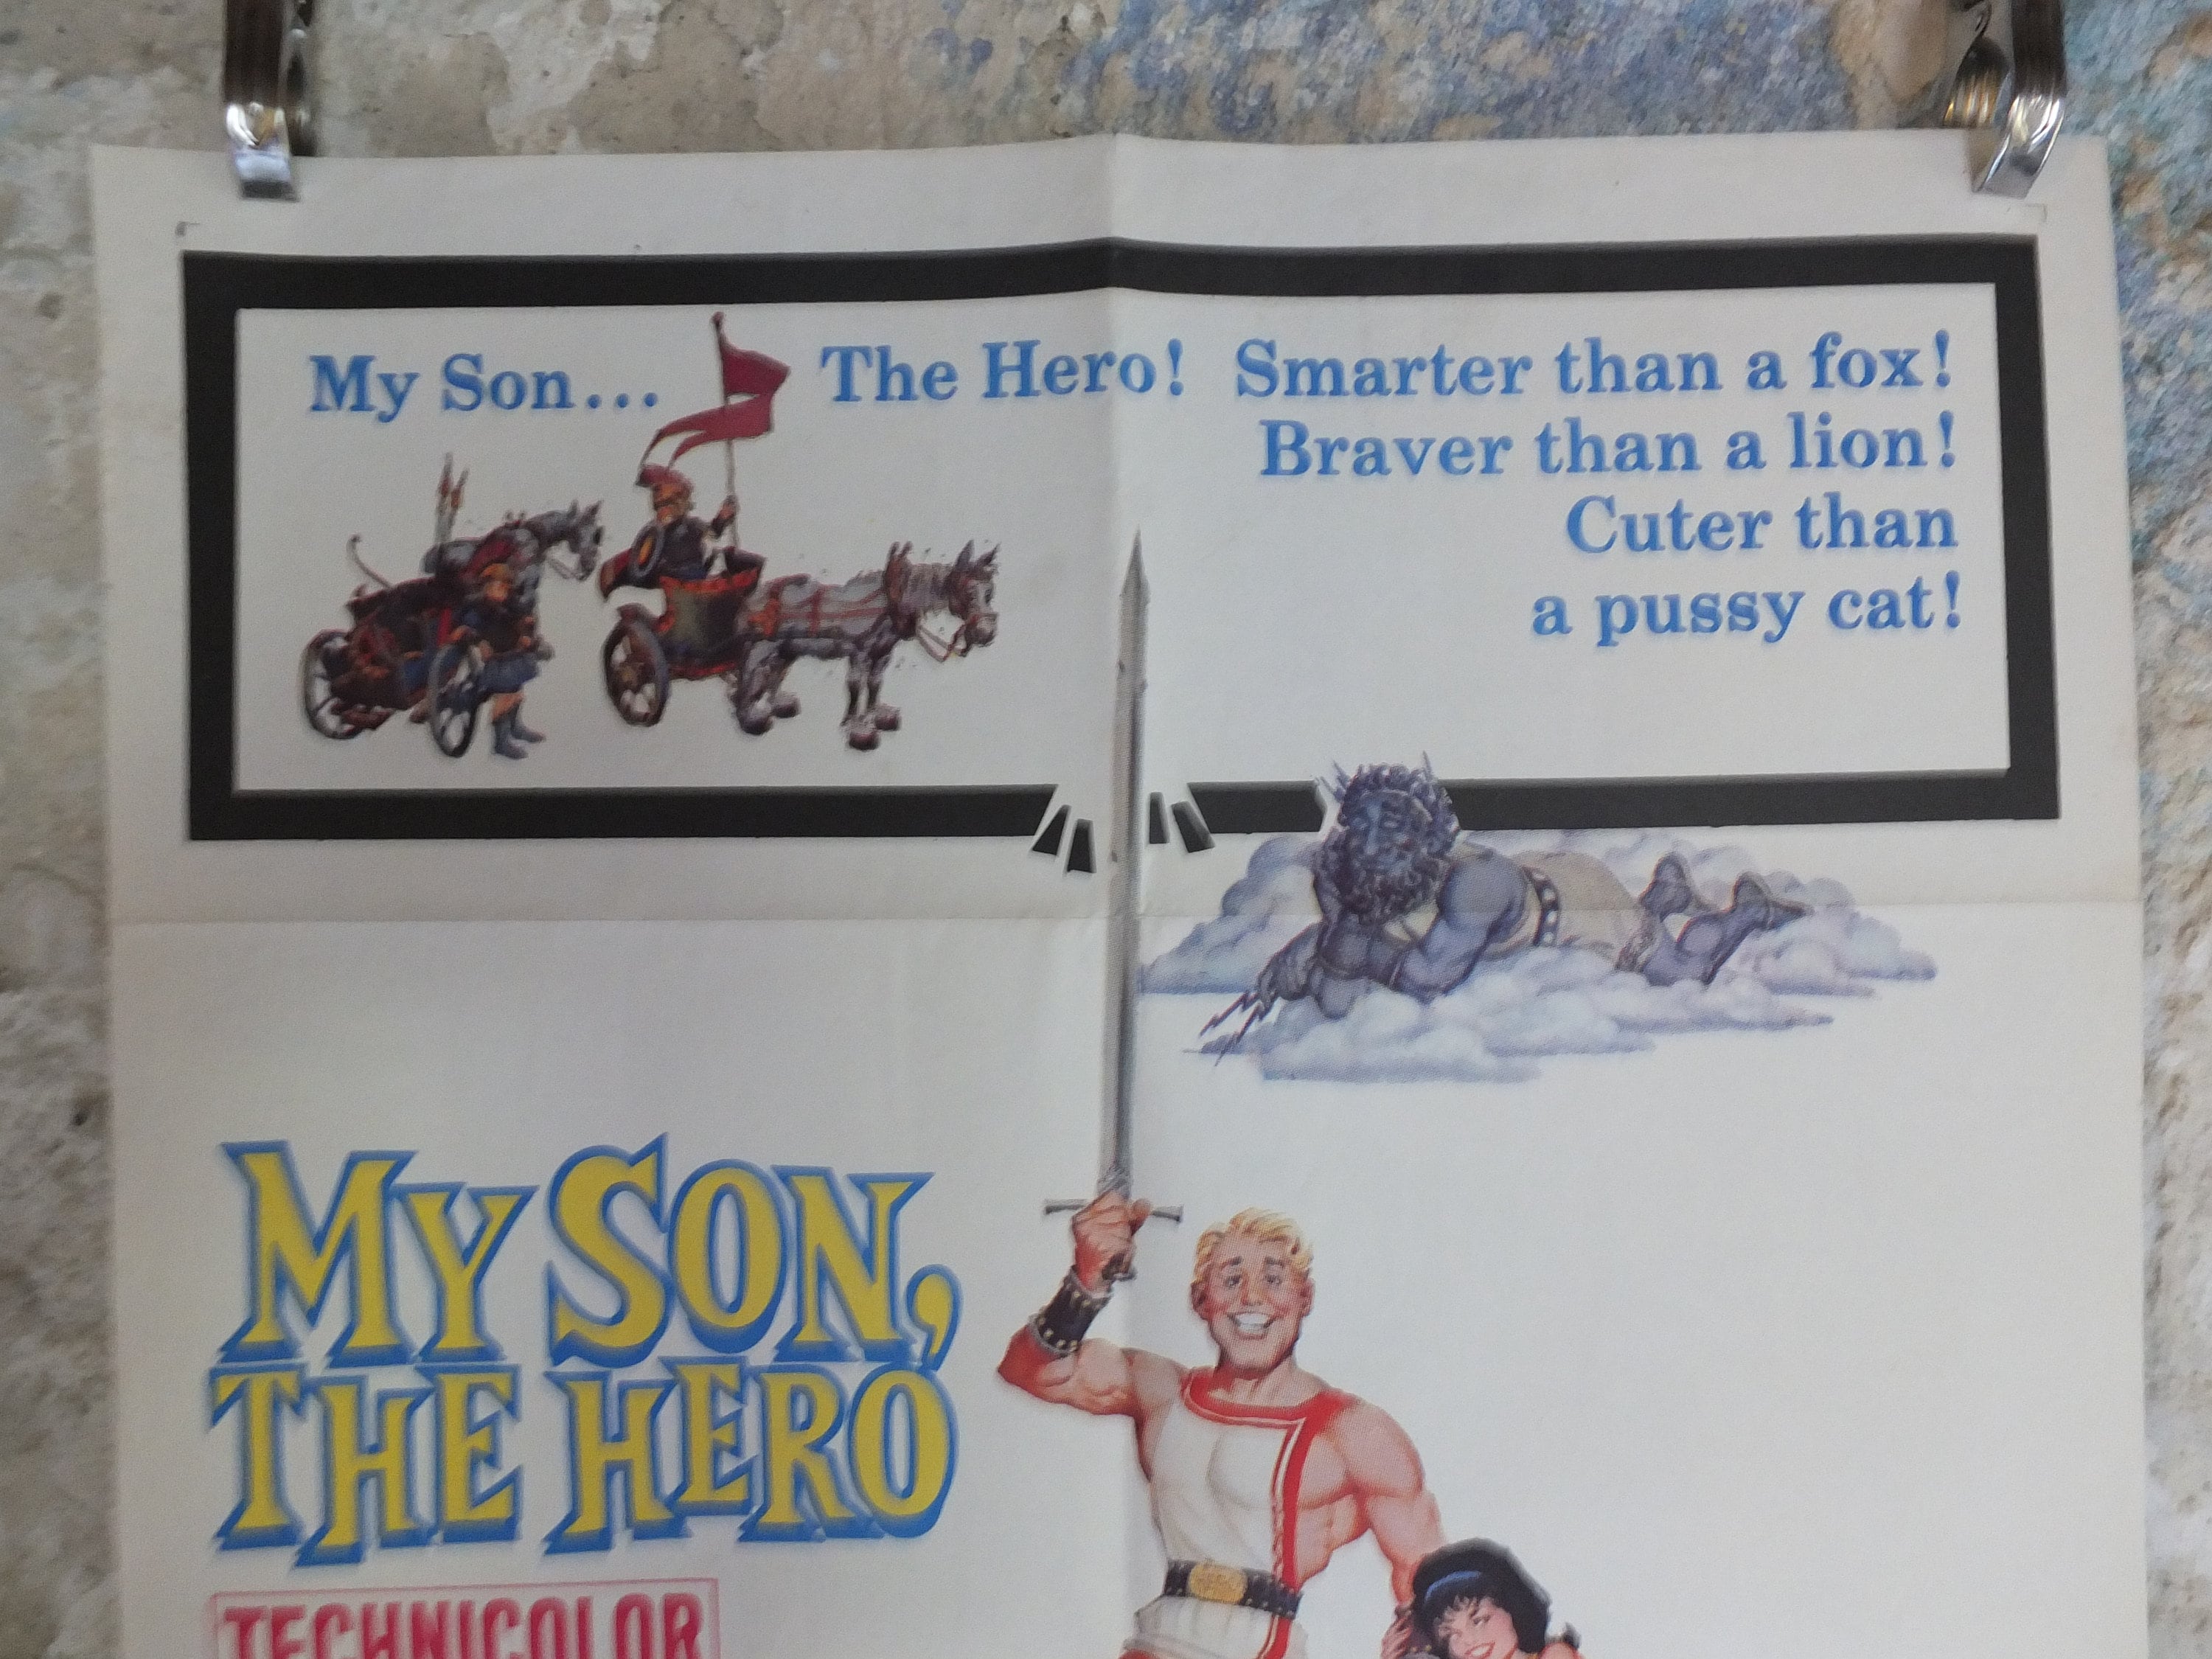 My Son... The Hero! Smarter than a fox!
Braver than a lion!
Cuter than
a pussy cat!
MY SON,
THE HERO
TECHNICOLOR